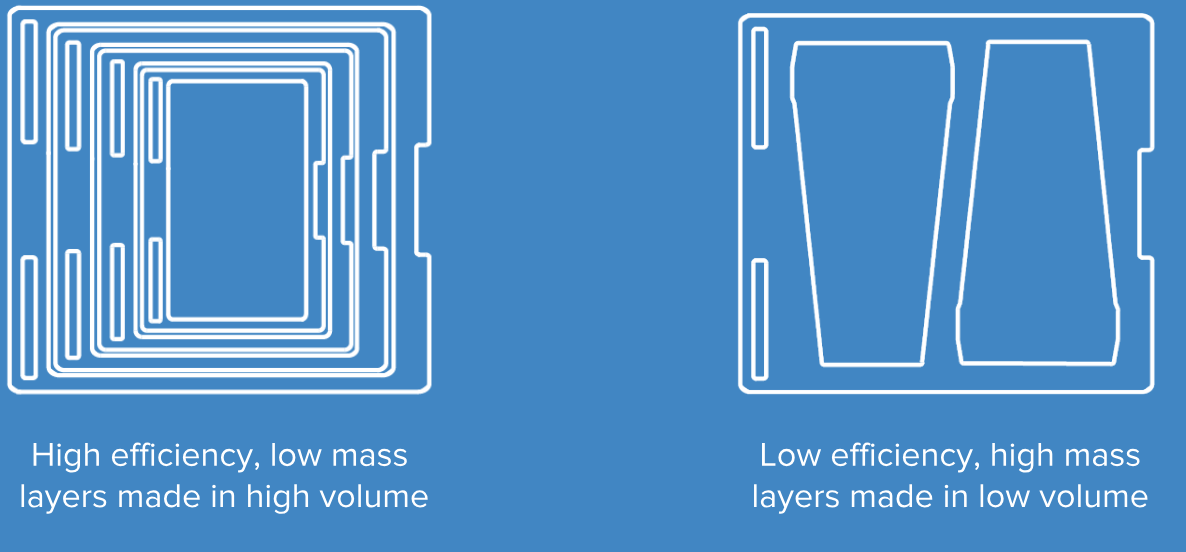 High efficiency, low mass
layers made in high volume
Low efficiency, high mass
layers made in low volume